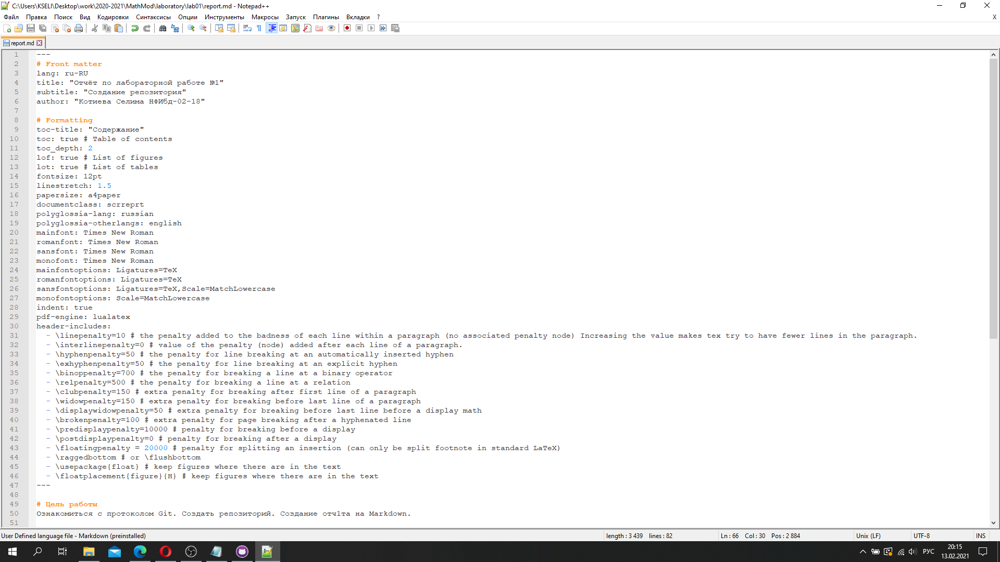 C:\Users\KSELI\Desktop\work\2020-2021\MathMod\laboratory\lab01\report.md - Notepad++
Файл Правка Поиск Вид Кодировки Синтаксисы Опции Инструменты Макросы Запуск Плагины Вкладки ? X
report.md
1 ---
2 # Front matter
3 lang: ru-RU
4 title: "Отчёт по лабораторной работе №1"
5 subtitle: "Создание репозитория"
6 author: "Котиева Селима НФИбд-02-18"
7
8 # Formatting
9 toc-title: "Содержание"
10 toc: true # Table of contents
11 toc_depth: 2
12 lof: true # List of figures
13 lot: true # List of tables
14 fontsize: 12pt
15 linestretch: 1.5
16 papersize: a4paper
17 documentclass: scrreprt
18 polyglossia-lang: russian
19 polyglossia-otherlangs: english
20 mainfont: Times New Roman
21 romanfont: Times New Roman
22 sansfont: Times New Roman
23 monofont: Times New Roman
24 mainfontoptions: Ligatures=TeX
25 romanfontoptions: Ligatures=TeX
26 sansfontoptions: Ligatures=TeX,Scale=MatchLowercase
27 monofontoptions: Scale=MatchLowercase
28 indent: true
29 pdf-engine: lualatex
30 header-includes:
31 - \linepenalty=10 # the penalty added to the badness of each line within a paragraph (no associated penalty node) Increasing the value makes tex try to have fewer lines in the paragraph.
32 - \interlinepenalty=0 # value of the penalty (node) added after each line of a paragraph.
33 - \hyphenpenalty=50 # the penalty for line breaking at an automatically inserted hyphen
34 - \exhyphenpenalty=50 # the penalty for line breaking at an explicit hyphen
35 - \binoppenalty=700 # the penalty for breaking a line at a binary operator
36 - \relpenalty=500 # the penalty for breaking a line at a relation
37 - \clubpenalty=150 # extra penalty for breaking after first line of a paragraph
38 - \widowpenalty=150 # extra penalty for breaking before last line of a paragraph
39 - \displaywidowpenalty=50 # extra penalty for breaking before last line before a display math
40 - \brokenpenalty=100 # extra penalty for page breaking after a hyphenated line
41 - \predisplaypenalty=10000 # penalty for breaking before a display
42 - \postdisplaypenalty=0 # penalty for breaking after a display
43 - \floatingpenalty = 20000 # penalty for splitting an insertion (can only be split footnote in standard LaTeX)
44 - \raggedbottom # or \flushbottom
45 - \usepackage{float} # keep figures where there are in the text
46 - \floatplacement{figure}{H} # keep figures where there are in the text
47 ---
48
49 # Цель работы
50 Ознакомиться с протоколом Git. Создать репозиторий. Создание отч1та на Markdown.
51
User Defined language file - Markdown (preinstalled) length : 3 439 lines : 82 Ln : 66 Col : 30 Pos : 2 884 Unix (LF) UTF-8 INS
РУС 20:15
13.02.2021